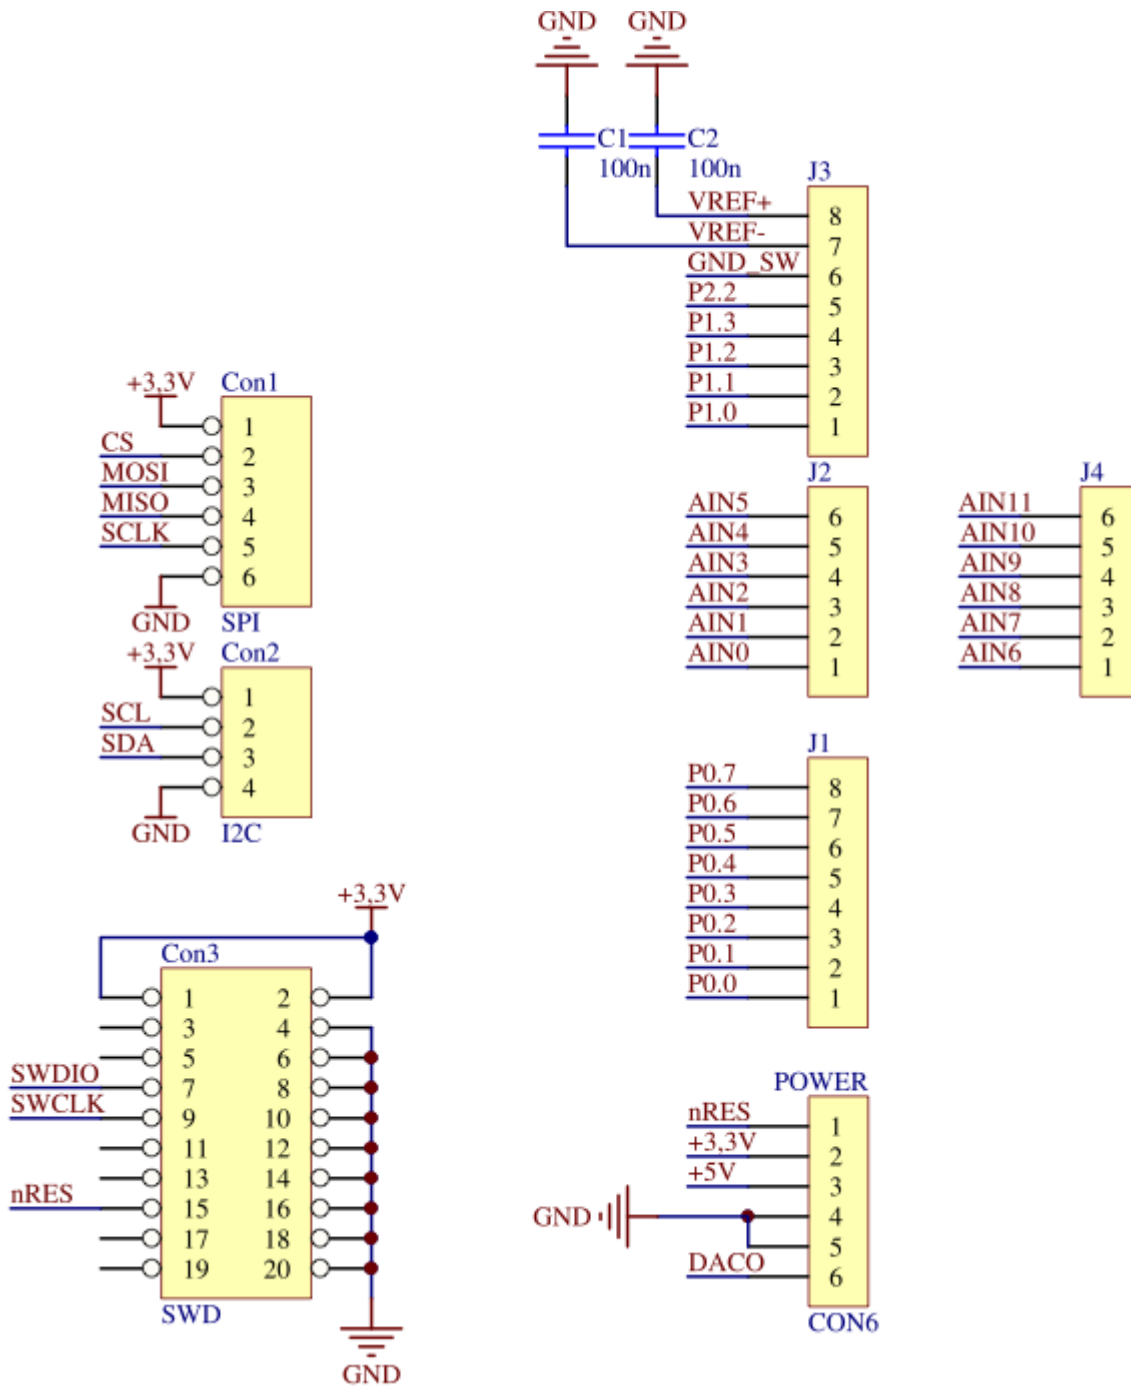 GND GND
C1 C2
100n 100n
J3
VREF+ 8
VREF- 7
GND_SW 6
P2.2 5
P1.3 4
P1.2 3
P1.1 2
P1.0 1
+3,3V Con1
1
CS 2
MOSI 3
MISO 4
SCLK 5
6
GND SPI
J2
AIN5 6
AIN4 5
AIN3 4
AIN2 3
AIN1 2
AIN0 1
J4
AIN11 6
AIN10 5
AIN9 4
AIN8 3
AIN7 2
AIN6 1
+3,3V Con2
1
SCL 2
SDA 3
4
GND I2C
J1
P0.7 8
P0.6 7
P0.5 6
P0.4 5
P0.3 4
P0.2 3
P0.1 2
P0.0 1
+3,3V
Con3
1 2
3 4
5 6
SWDIO 7 8
SWCLK 9 10
11 12
13 14
nRES 15 16
17 18
19 20
SWD
GND
POWER
nRES 1
+3,3V 2
+5V 3
GND 4
5
DACO 6
CON6